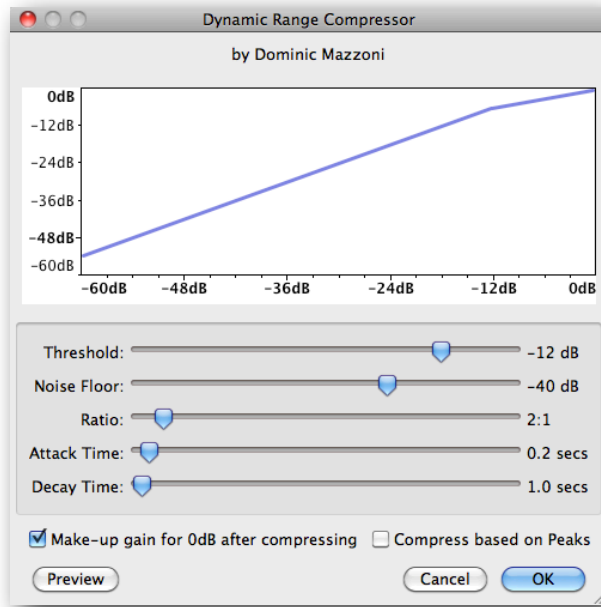 Dynamic Range Compressor
by Dominic Mazzoni
0dB
-12dB
-24dB
-36dB
-48dB
-60dB
-60dB -48dB -36dB -24dB -12dB 0dB
Threshold: -12 dB
Noise Floor: -40 dB
Ratio: 2:1
Attack Time: 0.2 secs
Decay Time: 1.0 secs
Make-up gain for 0dB after compressing Compress based on Peaks
Preview Cancel OK